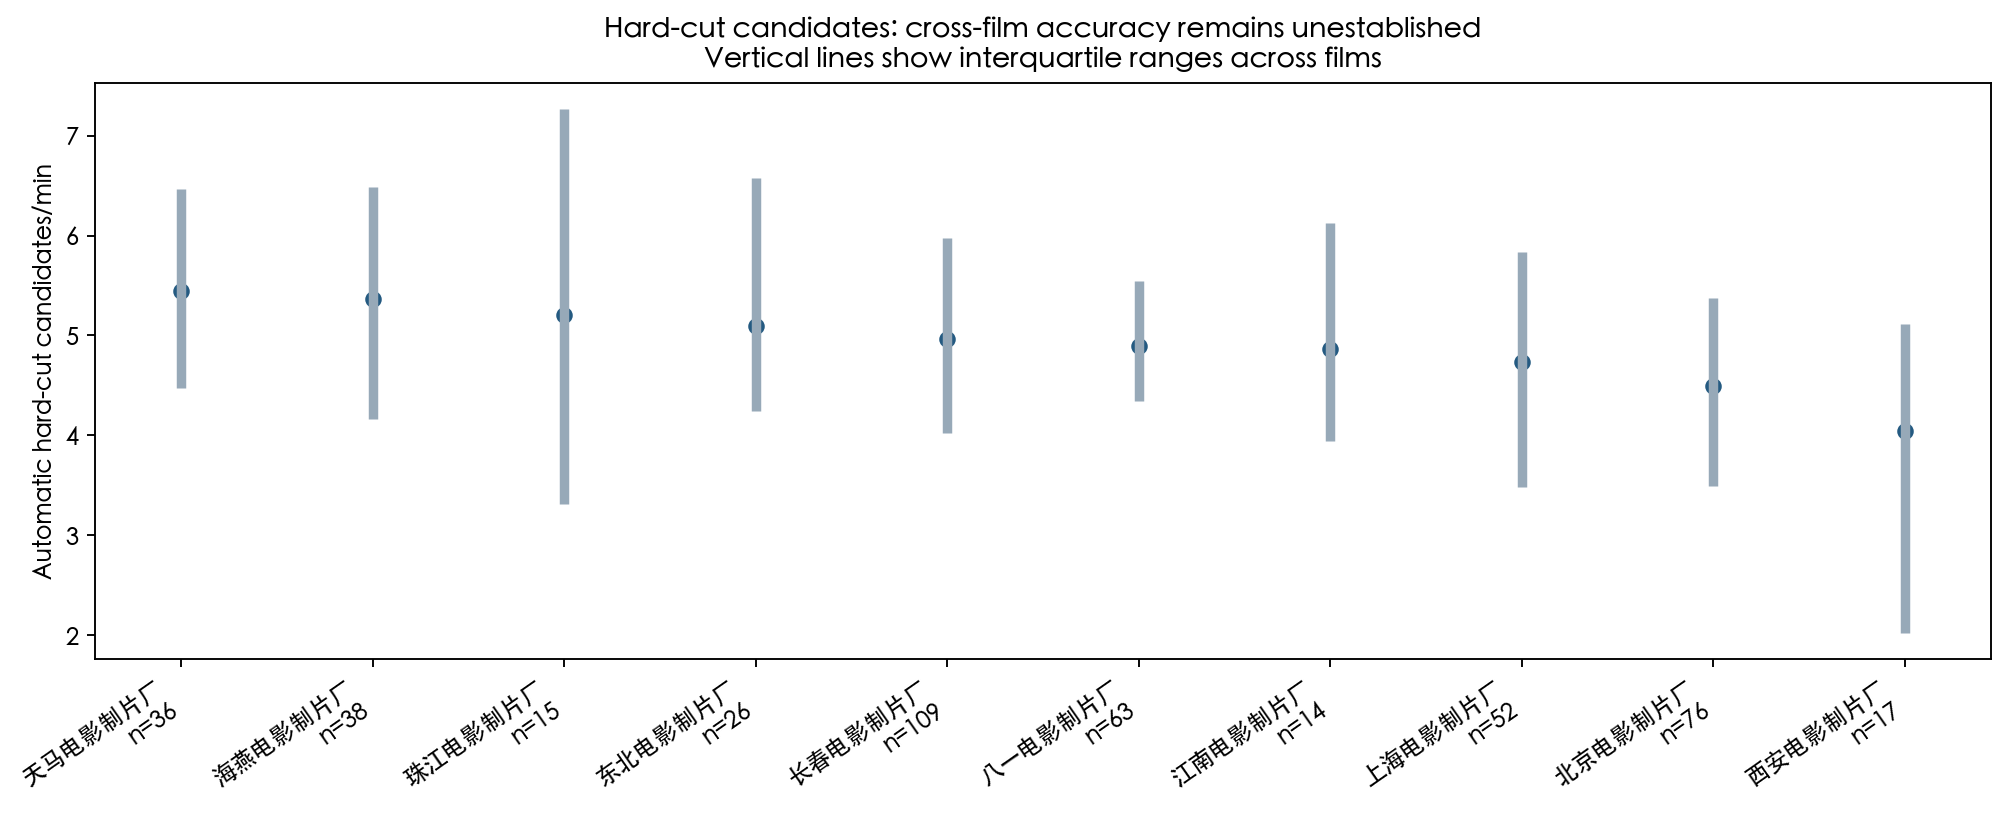 Hard-cut candidates: cross-film accuracy remains unestablished
Vertical lines show interquartile ranges across films
Automatic hard-cut candidates/min
7
6
5
4
3
2
天马电影制片厂
n=36
海燕电影制片厂
n=38
珠江电影制片厂
n=15
东北电影制片厂
n=26
长春电影制片厂
n=109
八一电影制片厂
n=63
江南电影制片厂
n=14
上海电影制片厂
n=52
北京电影制片厂
n=76
西安电影制片厂
n=17